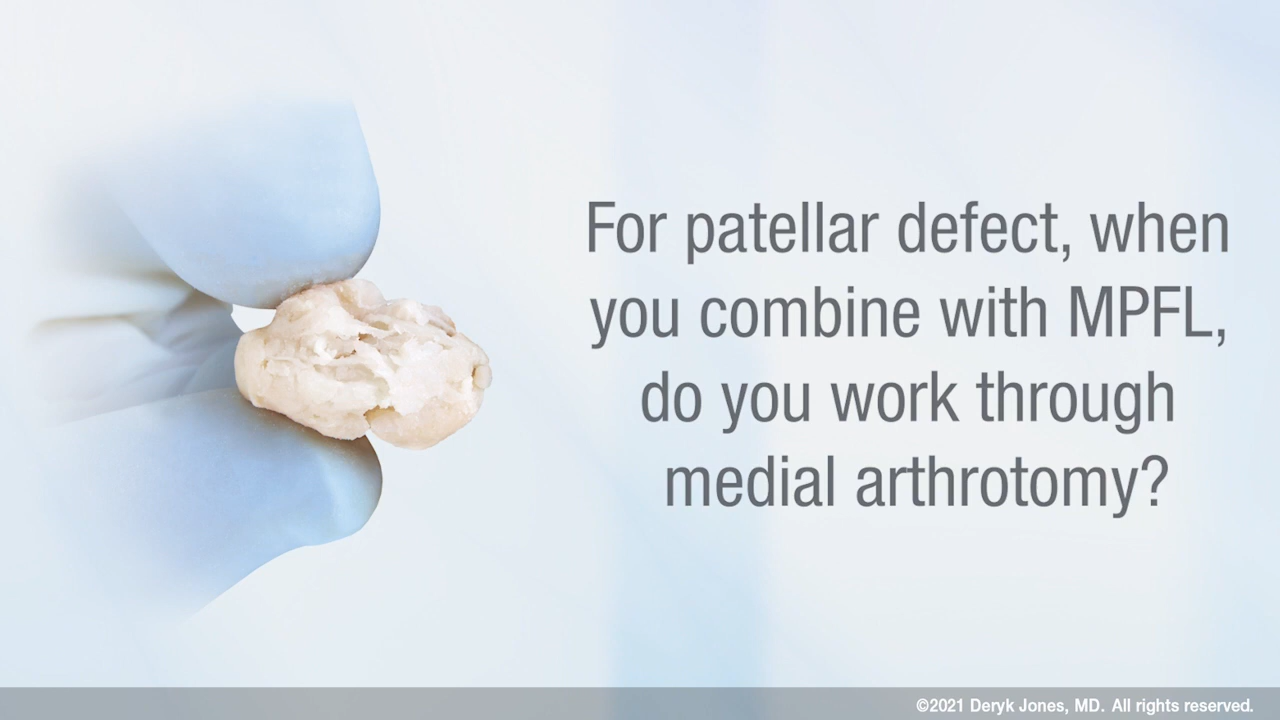 For patellar defect, when
you combine with MPFL,
do you work through
medial arthrotomy?
©2021 Deryk Jones, MD. All rights reserved.